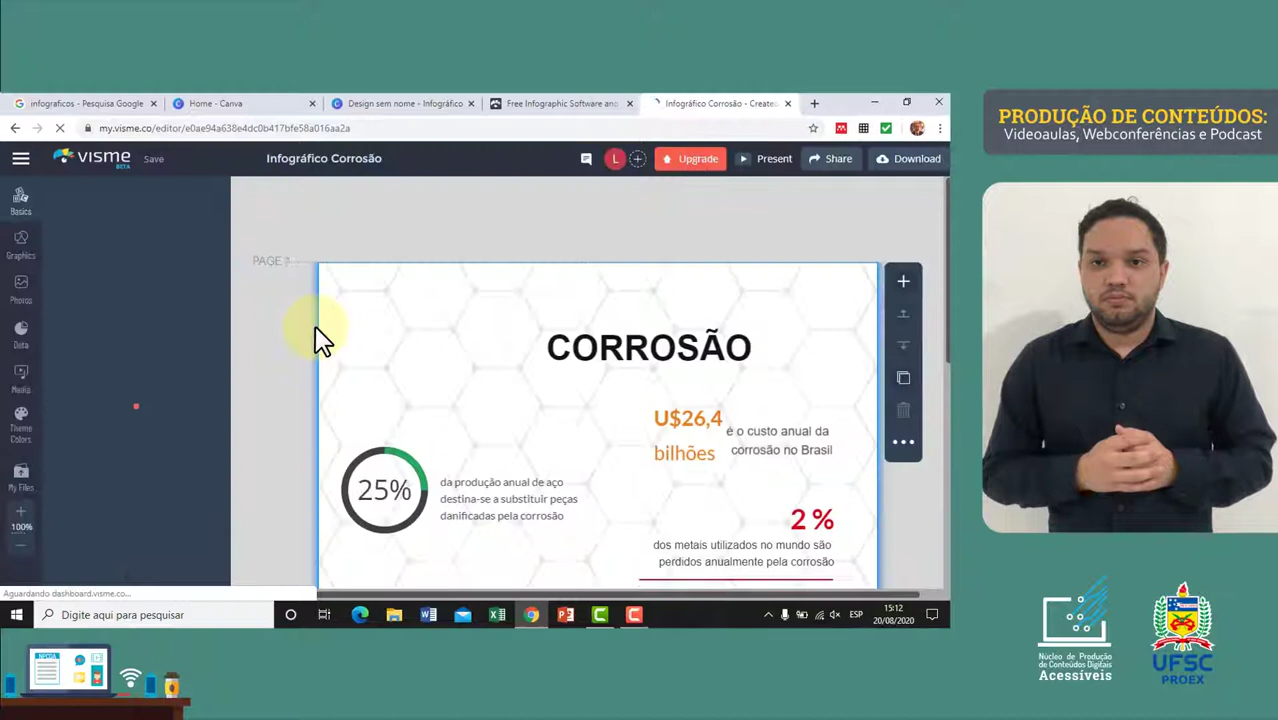 infograficos - Pesquisa Google
Home - Canva
Design sem nome - Infográfico
Free Infographic Software and
Infográfico Corrosão - Created
my.visme.co/editor/e0ae94a638e4dc0b417bfe58a016aa2a
visme
BETA
Save
Infográfico Corrosão
L
Upgrade
Present
Share
Download
Basics
Graphics
Photos
Data
Media
Theme
Colors
My Files
100%
PAGE
CORROSÃO
U$26,4
bilhões
é o custo anual da
corrosão no Brasil
25%
da produção anual de aço
destina-se a substituir peças
danificadas pela corrosão
2 %
dos metais utilizados no mundo são
perdidos anualmente pela corrosão
Aguardando dashboard.visme.co...
Digite aqui para pesquisar
ESP
15:12
20/08/2020
PRODUÇÃO DE CONTEÚDOS:
Videoaulas, Webconferências e Podcast
Núcleo de Produção
de Conteúdos Digitais
Acessíveis
UFSC
PROEX
NPCDA